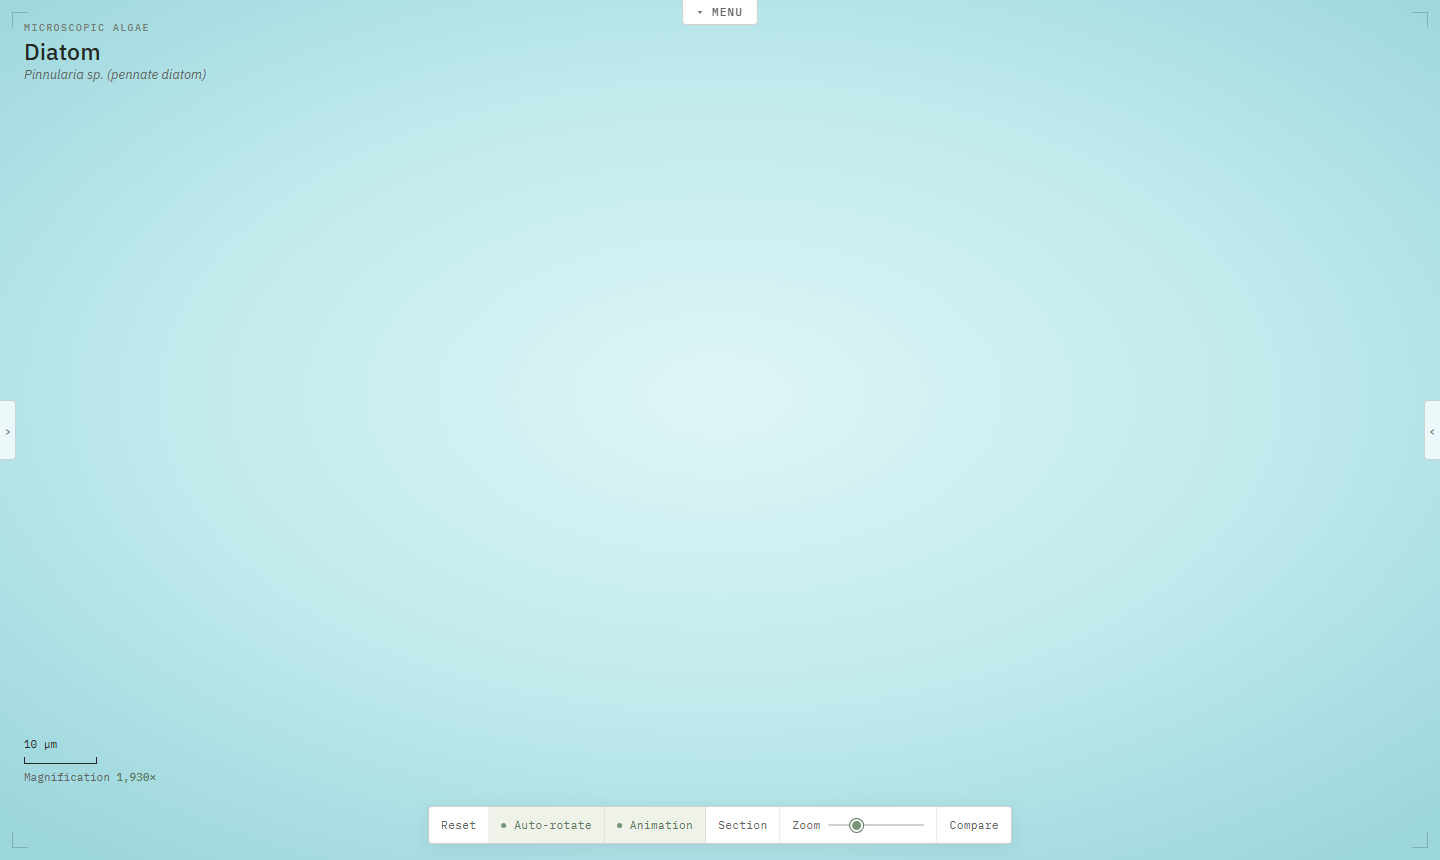 MENU
MICROSCOPIC ALGAE
Diatom
Pinnularia sp. (pennate diatom)
10 µm
Magnification 1,930×
Reset
Auto-rotate
Animation
Section
Zoom
Compare